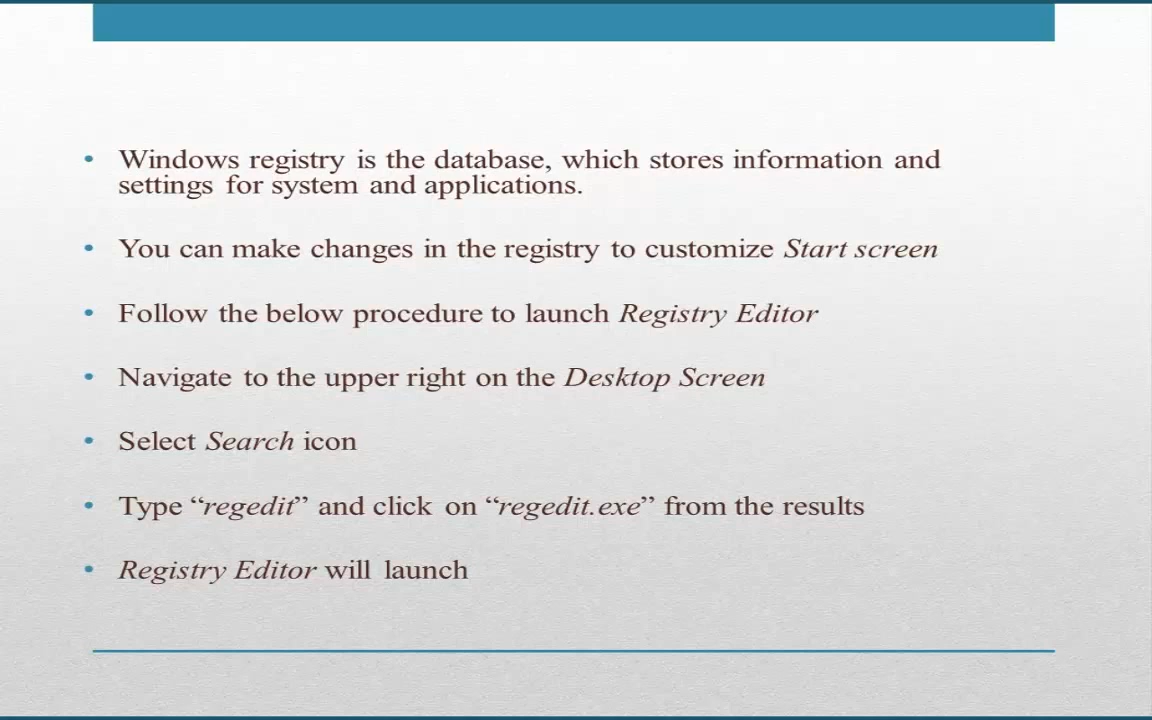 • Windows registry is the database, which stores information and
settings for system and applications.
• You can make changes in the registry to customize Start screen
• Follow the below procedure to launch Registry Editor
• Navigate to the upper right on the Desktop Screen
• Select Search icon
• Type “regedit” and click on “regedit.exe” from the results
• Registry Editor will launch